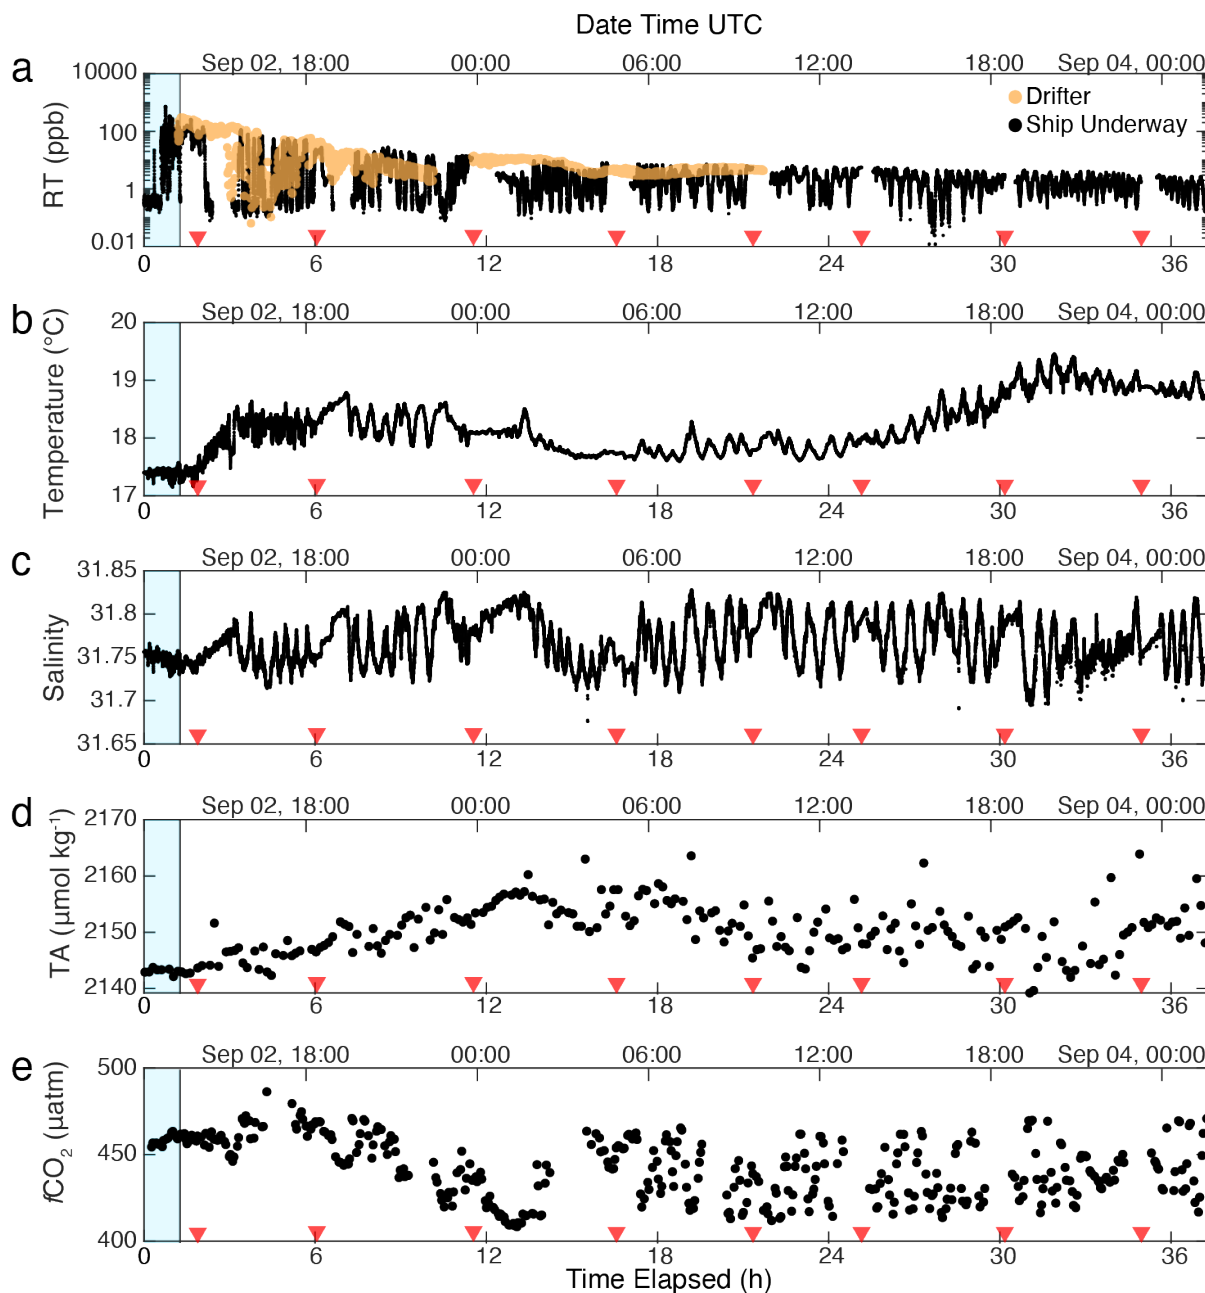 Date Time UTC
a
Sep 02, 18:00 00:00 06:00 12:00 18:00 Sep 04, 00:00
10000
100
1
0.01
RT (ppb)
Drifter
Ship Underway
0 6 12 18 24 30 36
b
Sep 02, 18:00 00:00 06:00 12:00 18:00 Sep 04, 00:00
20
19
18
17
Temperature (°C)
0 6 12 18 24 30 36
c
Sep 02, 18:00 00:00 06:00 12:00 18:00 Sep 04, 00:00
31.85
31.8
31.75
31.7
31.65
Salinity
0 6 12 18 24 30 36
d
Sep 02, 18:00 00:00 06:00 12:00 18:00 Sep 04, 00:00
2170
2160
2150
2140
TA (µmol kg⁻¹)
0 6 12 18 24 30 36
e
Sep 02, 18:00 00:00 06:00 12:00 18:00 Sep 04, 00:00
500
450
400
fCO₂ (µatm)
0 6 12 18 24 30 36
Time Elapsed (h)